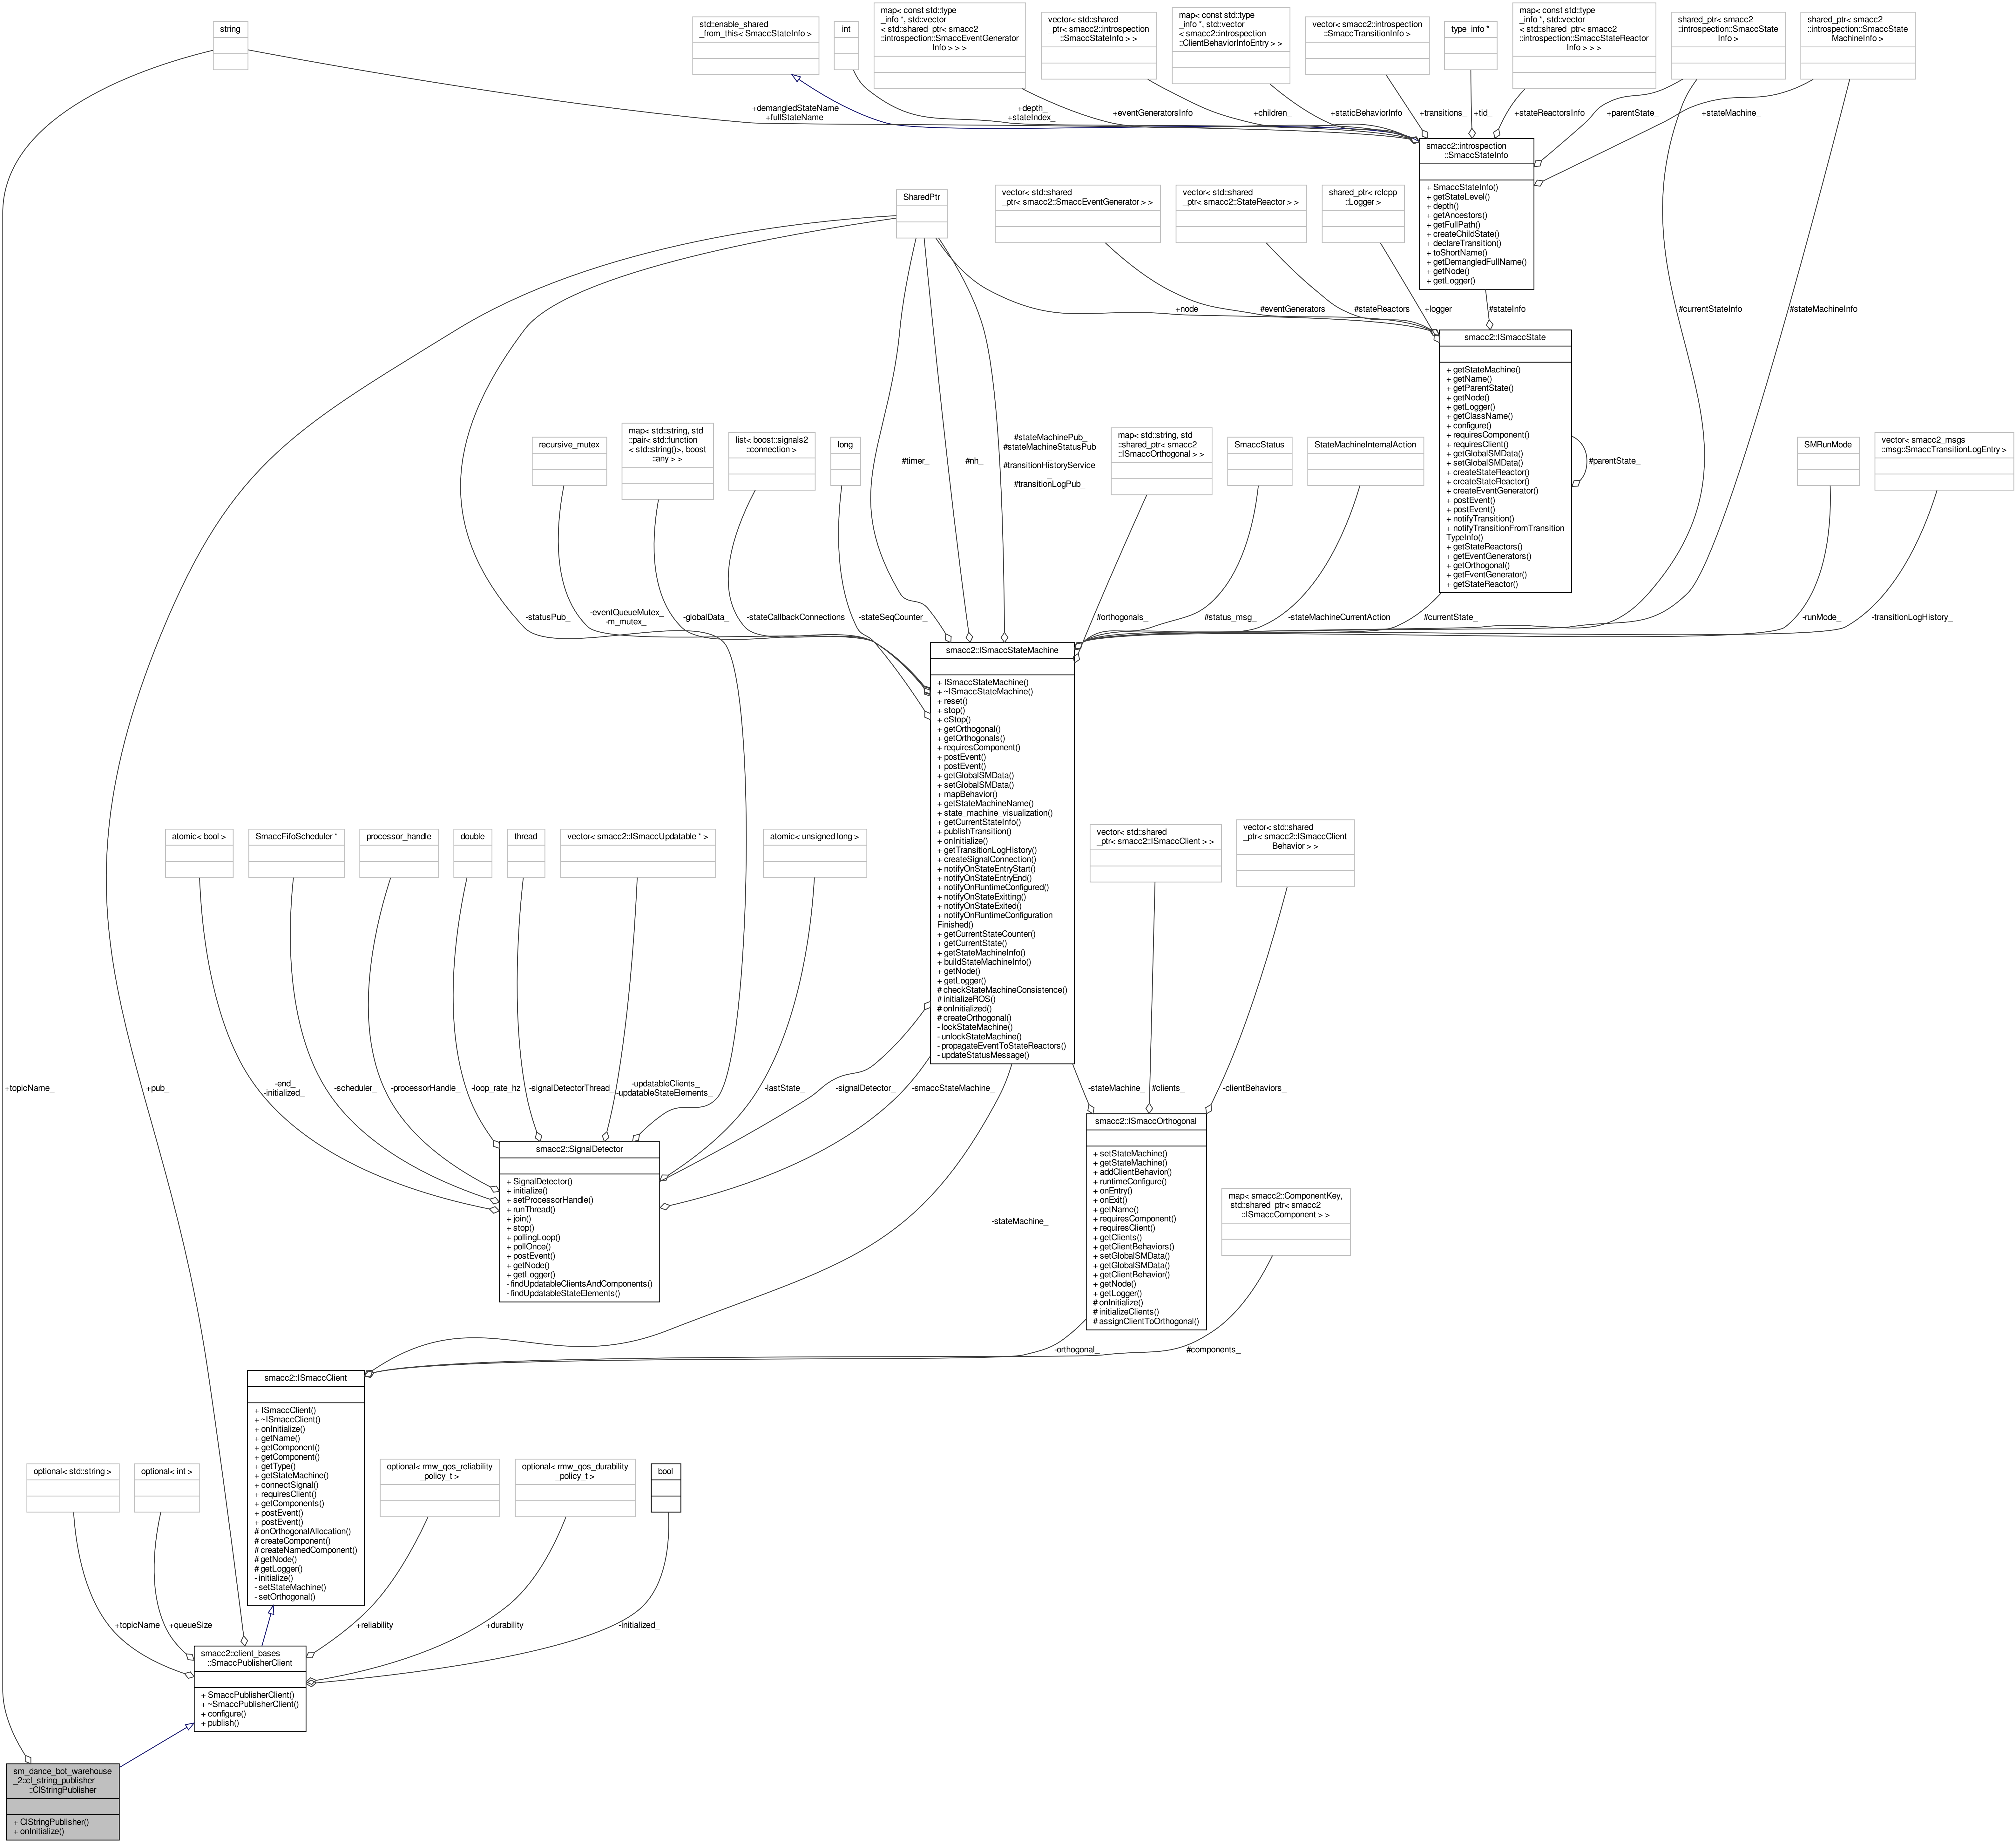 string
std::enable_shared
_from_this< SmaccStateInfo >
int
map< const std::type
_info *, std::vector
< std::shared_ptr< smacc2
::introspection::SmaccEventGenerator
Info > > >
vector< std::shared
_ptr< smacc2::introspection
::SmaccStateInfo > >
map< const std::type
_info *, std::vector
< smacc2::introspection
::ClientBehaviorInfoEntry > >
vector< smacc2::introspection
::SmaccTransitionInfo >
type_info *
map< const std::type
_info *, std::vector
< std::shared_ptr< smacc2
::introspection::SmaccStateReactor
Info > > >
shared_ptr< smacc2
::introspection::SmaccState
Info >
shared_ptr< smacc2
::introspection::SmaccState
MachineInfo >
+demangledStateName
+fullStateName
+depth_
+stateIndex_
+eventGeneratorsInfo
+children_
+staticBehaviorInfo
+transitions_
+tid_
+stateReactorsInfo
+parentState_
+stateMachine_
smacc2::introspection
::SmaccStateInfo
+ SmaccStateInfo()
+ getStateLevel()
+ depth()
+ getAncestors()
+ getFullPath()
+ createChildState()
+ declareTransition()
+ toShortName()
+ getDemangledFullName()
+ getNode()
+ getLogger()
SharedPtr
vector< std::shared
_ptr< smacc2::SmaccEventGenerator > >
vector< std::shared
_ptr< smacc2::StateReactor > >
shared_ptr< rclcpp
::Logger >
+node_
#eventGenerators_
#stateReactors_
+logger_
#stateInfo_
#currentStateInfo_
#stateMachineInfo_
smacc2::ISmaccState
+ getStateMachine()
+ getName()
+ getParentState()
+ getNode()
+ getLogger()
+ getClassName()
+ configure()
+ requiresComponent()
+ requiresClient()
+ getGlobalSMData()
+ setGlobalSMData()
+ createStateReactor()
+ createStateReactor()
+ createEventGenerator()
+ postEvent()
+ postEvent()
+ notifyTransition()
+ notifyTransitionFromTransition
TypeInfo()
+ getStateReactors()
+ getEventGenerators()
+ getOrthogonal()
+ getEventGenerator()
+ getStateReactor()
#parentState_
recursive_mutex
map< std::string, std
::pair< std::function
< std::string()>, boost
::any > >
list< boost::signals2
::connection >
long
#timer_
#nh_
#stateMachinePub_
#stateMachineStatusPub
_
#transitionHistoryService
_
#transitionLogPub_
map< std::string, std
::shared_ptr< smacc2
::ISmaccOrthogonal > >
SmaccStatus
StateMachineInternalAction
SMRunMode
vector< smacc2_msgs
::msg::SmaccTransitionLogEntry >
-statusPub_
-eventQueueMutex_
-m_mutex_
-globalData_
-stateCallbackConnections
-stateSeqCounter_
#orthogonals_
#status_msg_
-stateMachineCurrentAction
#currentState_
-runMode_
-transitionLogHistory_
smacc2::ISmaccStateMachine
+ ISmaccStateMachine()
+ ~ISmaccStateMachine()
+ reset()
+ stop()
+ eStop()
+ getOrthogonal()
+ getOrthogonals()
+ requiresComponent()
+ postEvent()
+ postEvent()
+ getGlobalSMData()
+ setGlobalSMData()
+ mapBehavior()
+ getStateMachineName()
+ state_machine_visualization()
+ getCurrentStateInfo()
+ publishTransition()
+ onInitialize()
+ getTransitionLogHistory()
+ createSignalConnection()
+ notifyOnStateEntryStart()
+ notifyOnStateEntryEnd()
+ notifyOnRuntimeConfigured()
+ notifyOnStateExitting()
+ notifyOnStateExited()
+ notifyOnRuntimeConfiguration
Finished()
+ getCurrentStateCounter()
+ getCurrentState()
+ getStateMachineInfo()
+ buildStateMachineInfo()
+ getNode()
+ getLogger()
# checkStateMachineConsistence()
# initializeROS()
# onInitialized()
# createOrthogonal()
- lockStateMachine()
- unlockStateMachine()
- propagateEventToStateReactors()
- updateStatusMessage()
atomic< bool >
SmaccFifoScheduler *
processor_handle
double
thread
vector< smacc2::ISmaccUpdatable * >
atomic< unsigned long >
vector< std::shared
_ptr< smacc2::ISmaccClient > >
vector< std::shared
_ptr< smacc2::ISmaccClient
Behavior > >
+topicName_
+pub_
-end_
-initialized_
-scheduler_
-processorHandle_
-loop_rate_hz
-signalDetectorThread_
-updatableClients_
-updatableStateElements_
-lastState_
-signalDetector_
-smaccStateMachine_
-stateMachine_
#clients_
-clientBehaviors_
smacc2::SignalDetector
+ SignalDetector()
+ initialize()
+ setProcessorHandle()
+ runThread()
+ join()
+ stop()
+ pollingLoop()
+ pollOnce()
+ postEvent()
+ getNode()
+ getLogger()
- findUpdatableClientsAndComponents()
- findUpdatableStateElements()
smacc2::ISmaccOrthogonal
+ setStateMachine()
+ getStateMachine()
+ addClientBehavior()
+ runtimeConfigure()
+ onEntry()
+ onExit()
+ getName()
+ requiresComponent()
+ requiresClient()
+ getClients()
+ getClientBehaviors()
+ setGlobalSMData()
+ getGlobalSMData()
+ getClientBehavior()
+ getNode()
+ getLogger()
# onInitialize()
# initializeClients()
# assignClientToOrthogonal()
map< smacc2::ComponentKey,
std::shared_ptr< smacc2
::ISmaccComponent > >
-stateMachine_
-orthogonal_
#components_
smacc2::ISmaccClient
+ ISmaccClient()
+ ~ISmaccClient()
+ onInitialize()
+ getName()
+ getComponent()
+ getComponent()
+ getType()
+ getStateMachine()
+ connectSignal()
+ requiresClient()
+ getComponents()
+ postEvent()
+ postEvent()
# onOrthogonalAllocation()
# createComponent()
# createNamedComponent()
# getNode()
# getLogger()
- initialize()
- setStateMachine()
- setOrthogonal()
optional< std::string >
optional< int >
optional< rmw_qos_reliability
_policy_t >
optional< rmw_qos_durability
_policy_t >
bool
+topicName
+queueSize
+reliability
+durability
-initialized_
smacc2::client_bases
::SmaccPublisherClient
+ SmaccPublisherClient()
+ ~SmaccPublisherClient()
+ configure()
+ publish()
sm_dance_bot_warehouse
_2::cl_string_publisher
::ClStringPublisher
+ ClStringPublisher()
+ onInitialize()